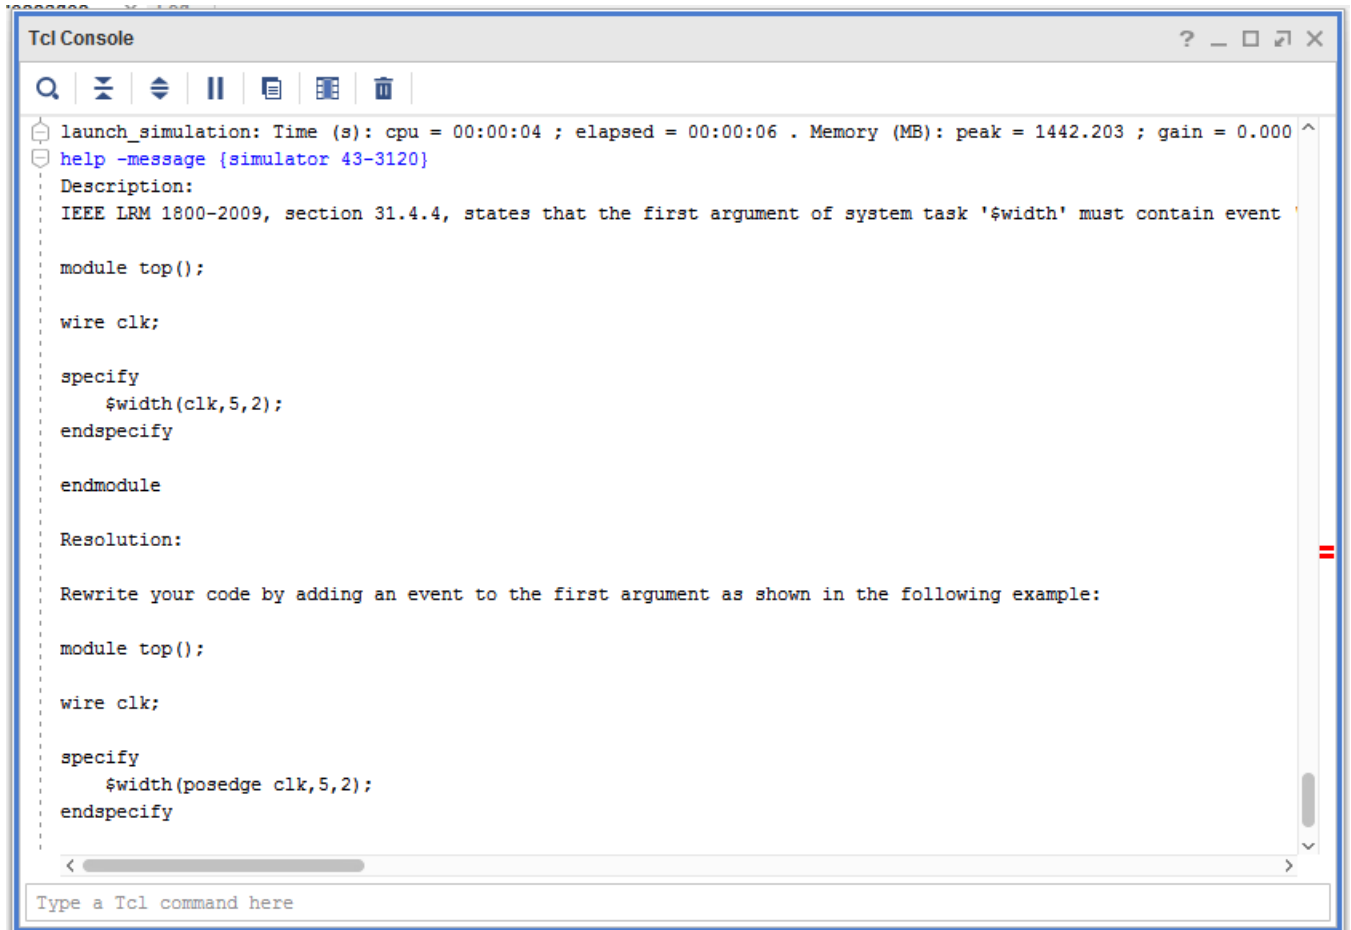 Tcl Console
launch_simulation: Time (s): cpu = 00:00:04 ; elapsed = 00:00:06 . Memory (MB): peak = 1442.203 ; gain = 0.000
help -message {simulator 43-3120}
Description:
IEEE LRM 1800-2009, section 31.4.4, states that the first argument of system task '$width' must contain event '
module top();
wire clk;
specify
    $width(clk,5,2);
endspecify
endmodule
Resolution:
Rewrite your code by adding an event to the first argument as shown in the following example:
module top();
wire clk;
specify
    $width(posedge clk,5,2);
endspecify
Type a Tcl command here